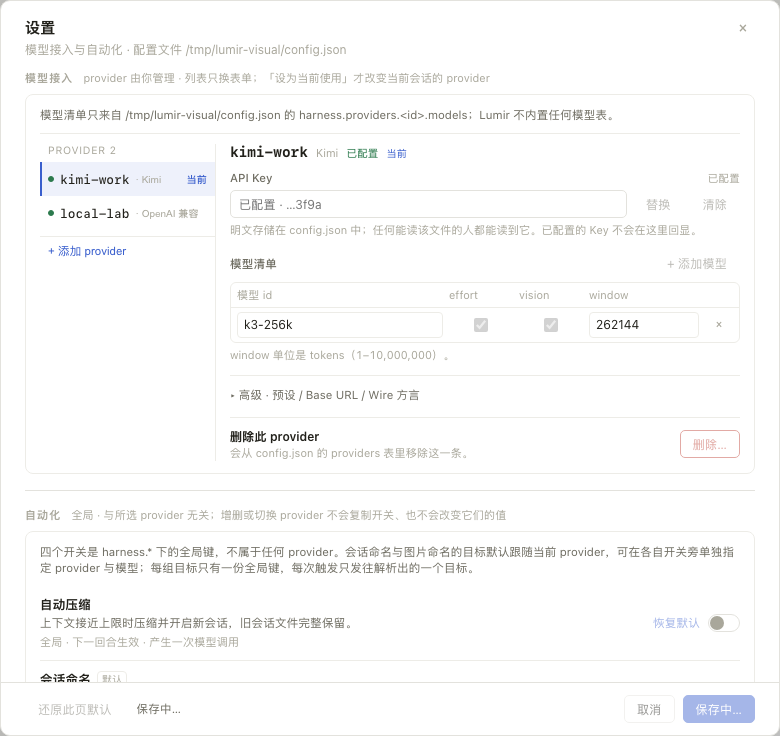 设置
×
模型接入与自动化 · 配置文件 /tmp/lumir-visual/config.json
模型接入 provider 由你管理 · 列表只换表单；「设为当前使用」才改变当前会话的 provider
模型清单只来自 /tmp/lumir-visual/config.json 的 harness.providers.<id>.models；Lumir 不内置任何模型表。
PROVIDER 2
kimi-work · Kimi 当前
local-lab · OpenAI 兼容
+ 添加 provider
kimi-work Kimi 已配置 当前
API Key 已配置
已配置 · …3f9a 替换 清除
明文存储在 config.json 中；任何能读该文件的人都能读到它。已配置的 Key 不会在这里回显。
模型清单 + 添加模型
模型 id effort vision window
k3-256k 262144 ×
window 单位是 tokens（1–10,000,000）。
▸ 高级 · 预设 / Base URL / Wire 方言
删除此 provider
会从 config.json 的 providers 表里移除这一条。
删除…
自动化 全局 · 与所选 provider 无关；增删或切换 provider 不会复制开关、也不会改变它们的值
四个开关是 harness.* 下的全局键，不属于任何 provider。会话命名与图片命名的目标默认跟随当前 provider，可在各自开关旁单独指
定 provider 与模型；每组目标只有一份全局键，每次触发只发往解析出的一个目标。
自动压缩
上下文接近上限时压缩并开启新会话，旧会话文件完整保留。
恢复默认
全局 · 下一回合生效 · 产生一次模型调用
会话命名 默认
还原此页默认 保存中… 取消 保存中…